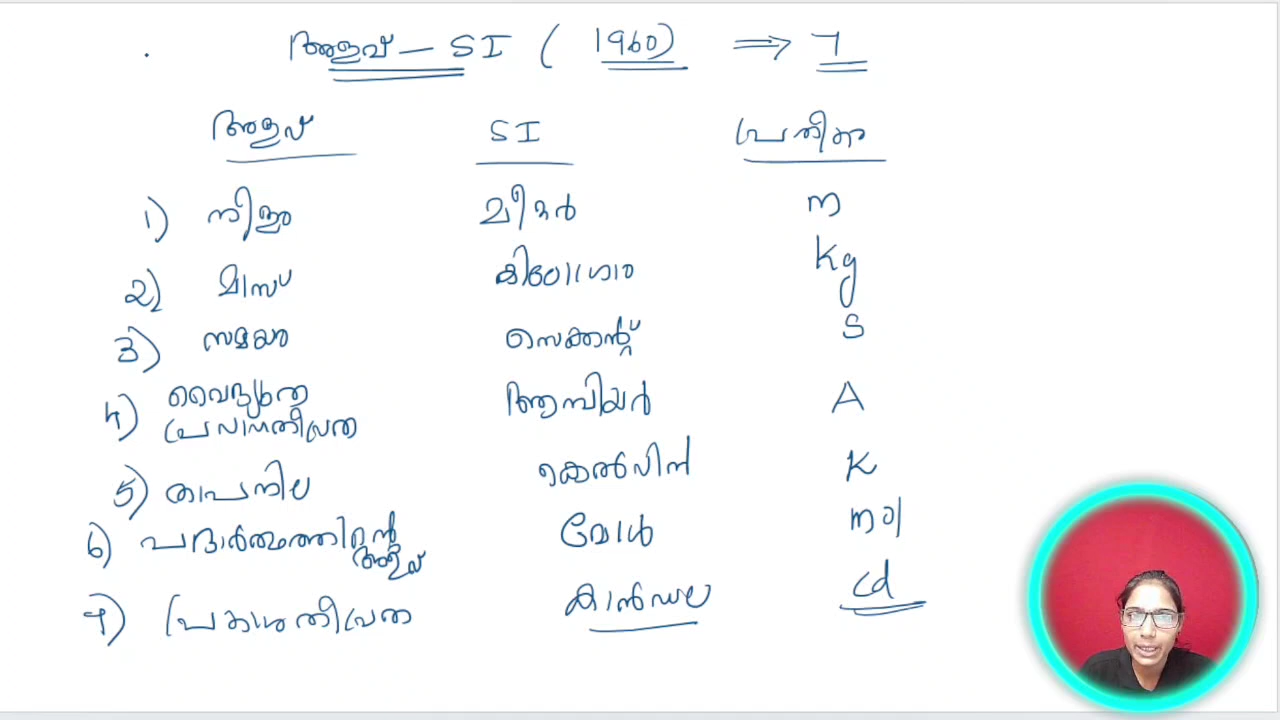 അളവ് — SI ( 1960) ⇒ 7
അളവ് SI പ്രതീകം
1) നീളം മീറ്റർ m
2) മാസ് കിലോഗ്രാം kg
3) സമയം സെക്കന്റ് s
4) വൈദ്യുത പ്രവാഹതീവ്രത ആമ്പിയർ A
5) താപനില കെൽവിൻ K
6) പദാർത്ഥത്തിന്റെ അളവ് മോൾ mol
7) പ്രകാശതീവ്രത കാൻഡല cd